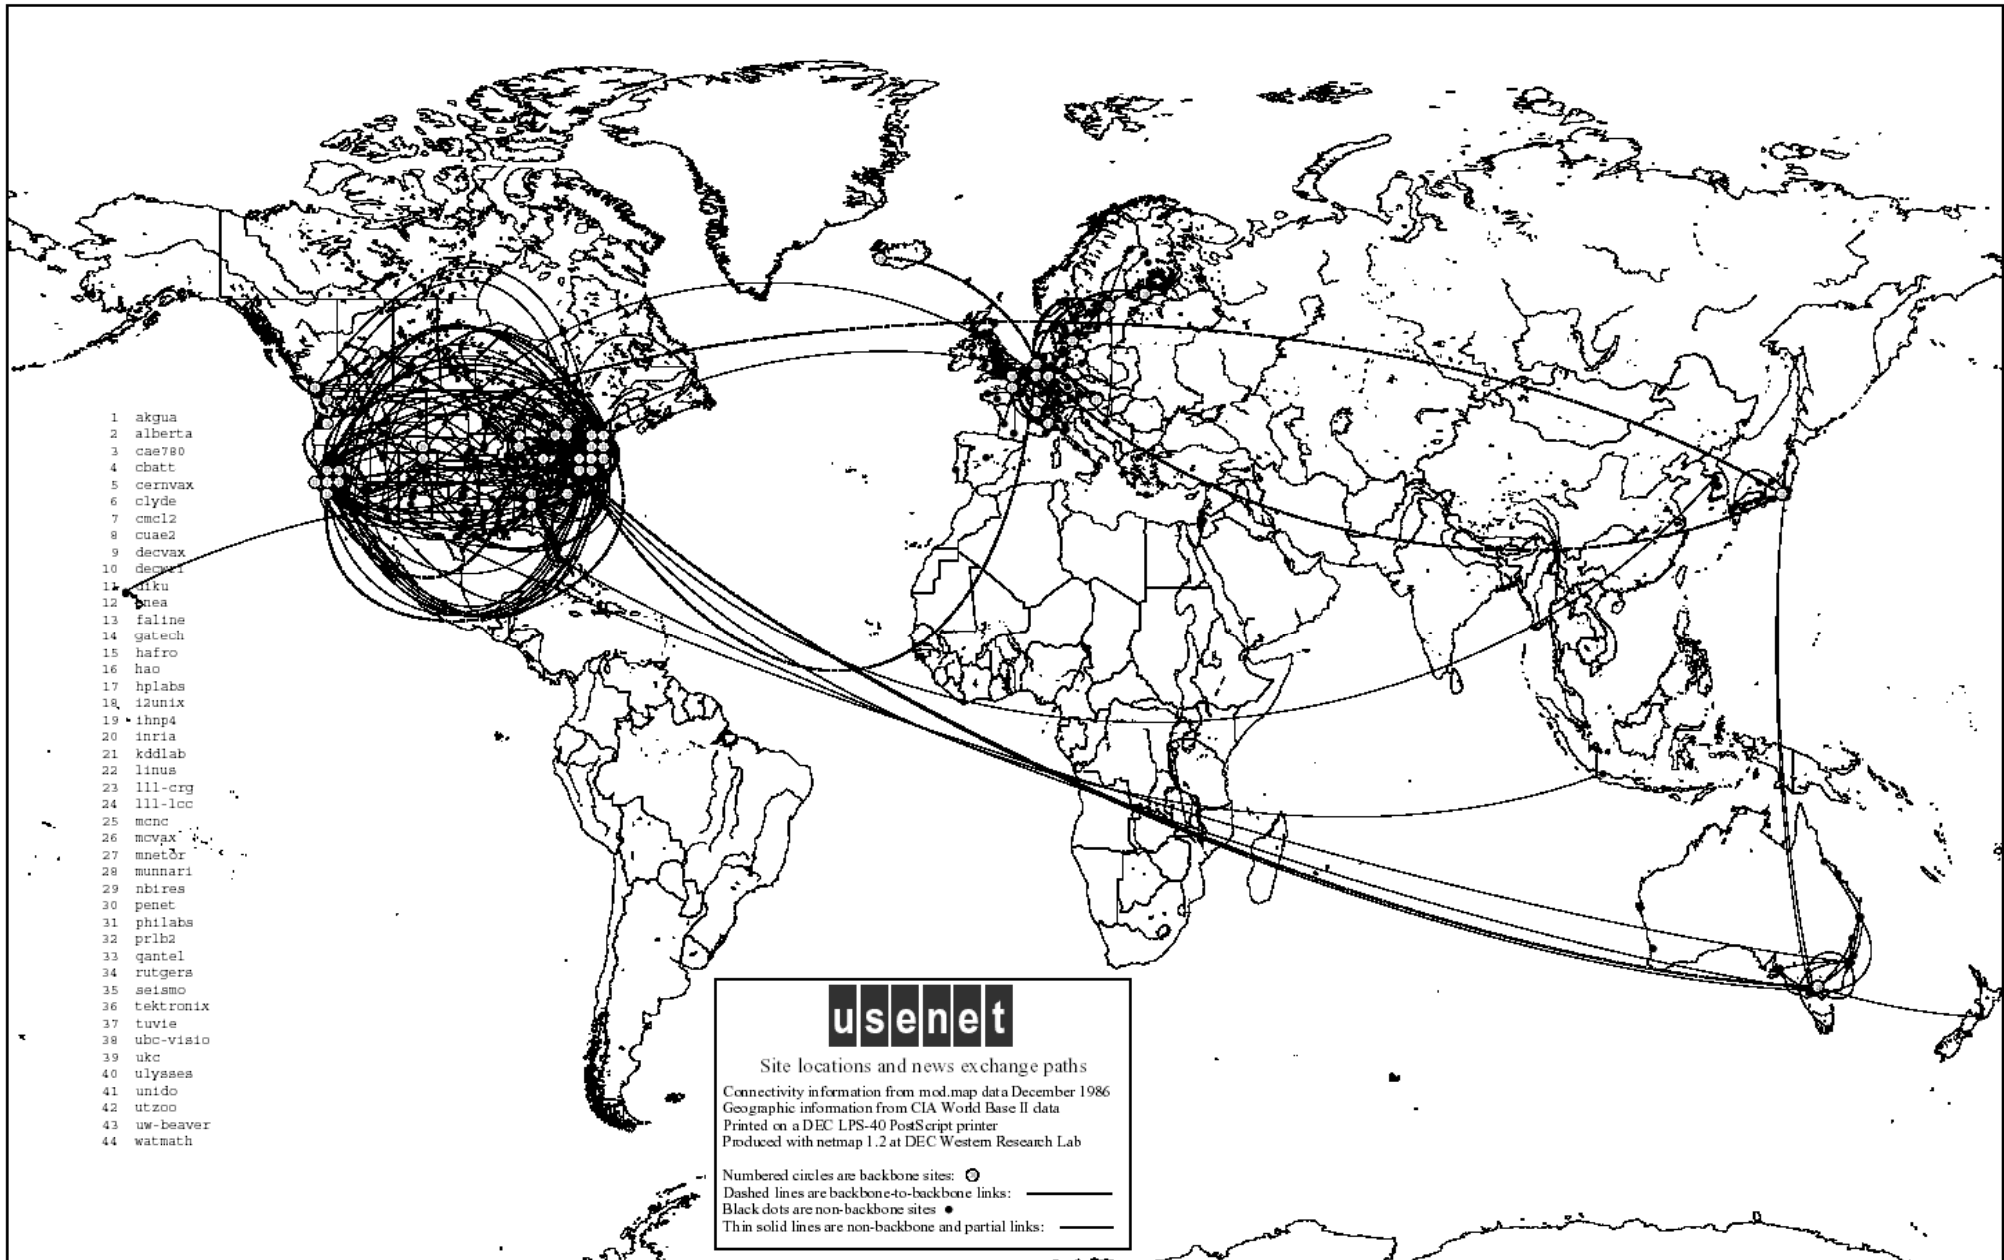 1 akgua
2 alberta
3 cae780
4 cbatt
5 cernvax
6 clyde
7 cmcl2
8 cuae2
9 decvax
10 decwrl
11 diku
12 enea
13 faline
14 gatech
15 hafro
16 hao
17 hplabs
18 i2unix
19 ihnp4
20 inria
21 kddlab
22 linus
23 lll-crg
24 lll-lcc
25 mcnc
26 mcvax
27 mnetor
28 munnari
29 nbires
30 penet
31 philabs
32 prlb2
33 qantel
34 rutgers
35 seismo
36 tektronix
37 tuvie
38 ubc-visio
39 ukc
40 ulysses
41 unido
42 utzoo
43 uw-beaver
44 watmath
usenet
Site locations and news exchange paths
Connectivity information from mod.map data December 1986
Geographic information from CIA World Base II data
Printed on a DEC LPS-40 PostScript printer
Produced with netmap 1.2 at DEC Western Research Lab
Numbered circles are backbone sites:
Dashed lines are backbone-to-backbone links:
Black dots are non-backbone sites
Thin solid lines are non-backbone and partial links: